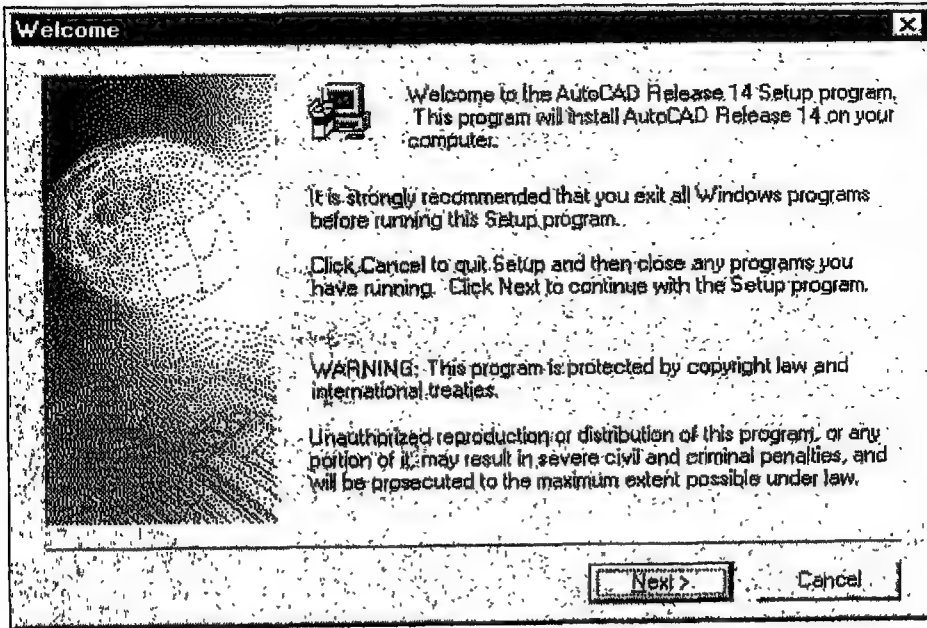 Welcome
Welcome to the AutoCAD Release 14 Setup program.
This program will install AutoCAD Release 14 on your
computer.
It is strongly recommended that you exit all Windows programs
before running this Setup program.
Click Cancel to quit Setup and then close any programs you
have running. Click Next to continue with the Setup program.
WARNING: This program is protected by copyright law and
international treaties.
Unauthorized reproduction or distribution of this program, or any
portion of it, may result in severe civil and criminal penalties, and
will be prosecuted to the maximum extent possible under law.
Next >
Cancel